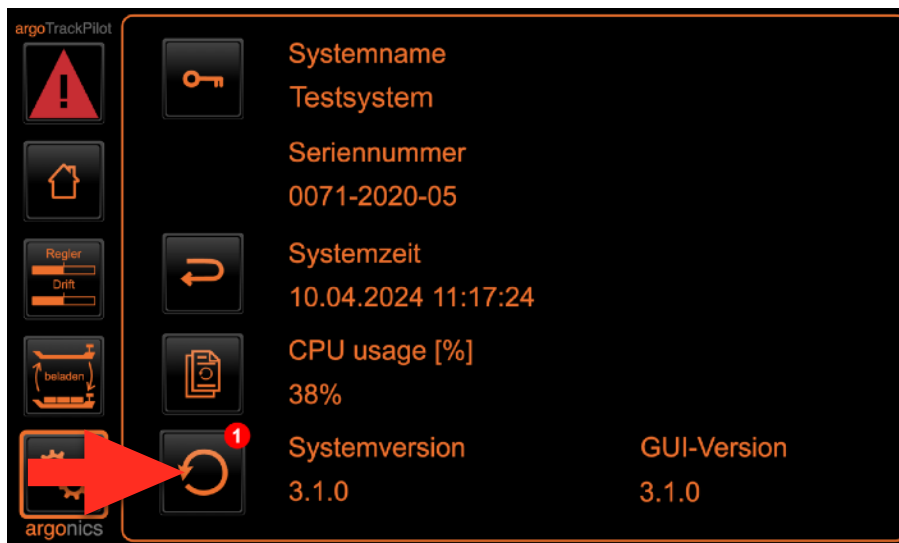 argoTrackPilot
Systemname
Testsystem
Seriennummer
0071-2020-05
Regler
Drift
Systemzeit
10.04.2024 11:17:24
beladen
CPU usage [%]
38%
1
Systemversion
3.1.0
GUI-Version
3.1.0
argonics